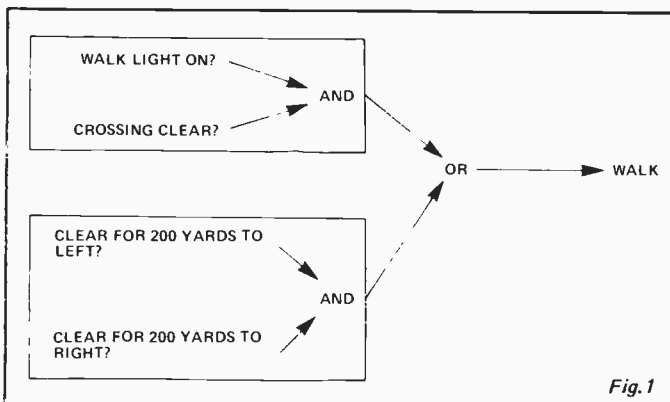 WALK LIGHT ON?
AND
CROSSING CLEAR?
OR
WALK
CLEAR FOR 200 YARDS TO
LEFT?
AND
CLEAR FOR 200 YARDS TO
RIGHT?
Fig.1